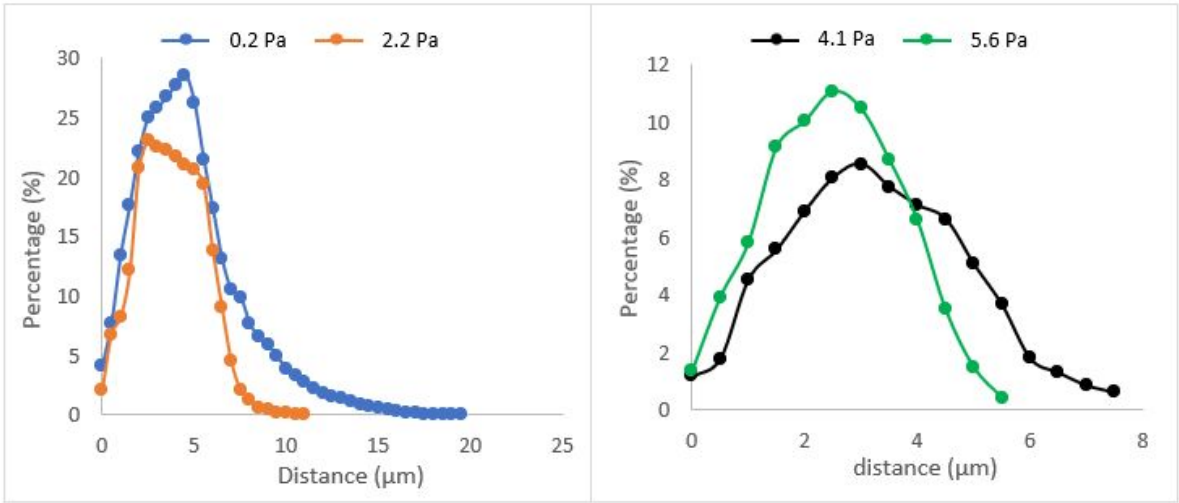 0.2 Pa 2.2 Pa
30
25
20
15
10
5
0
Percentage (%)
0 5 10 15 20 25
Distance (µm)
4.1 Pa 5.6 Pa
12
10
8
6
4
2
0
Percentage (%)
0 2 4 6 8
distance (µm)